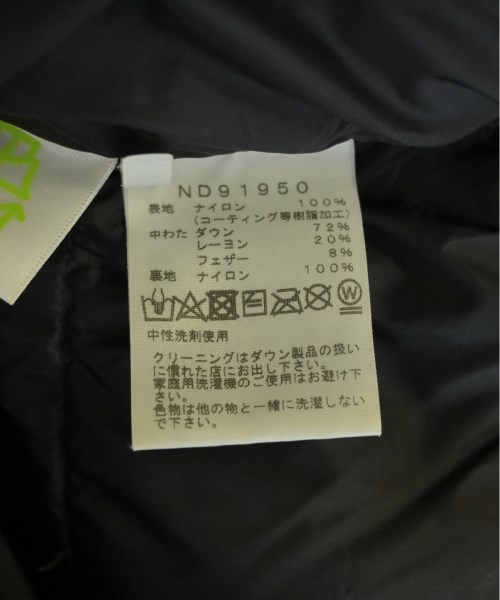 ND91950
表地 ナイロン 100%
(コーティング等樹脂加工)
中わた ダウン 72%
レーヨン 20%
フェザー 8%
裏地 ナイロン 100%
W
中性洗剤使用
クリーニングはダウン製品の扱い
に慣れた店にお出し下さい。
家庭用洗濯機のご使用はお避け下
さい。
色物は他の物と一緒に洗濯しない
で下さい。